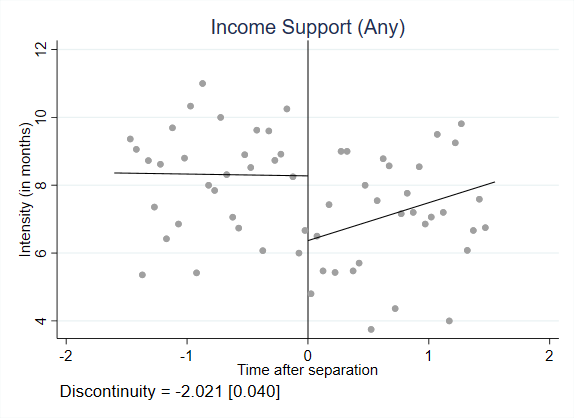 Income Support (Any)
Intensity (in months)
12
10
8
6
4
-2 -1 0 1 2
Time after separation
Discontinuity = -2.021 [0.040]